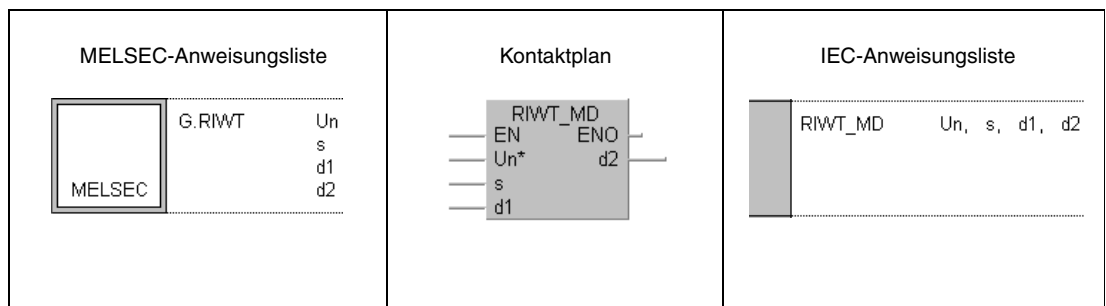 MELSEC-Anweisungsliste
MELSEC
G.RIWT Un
s
d1
d2
Kontaktplan
RIWT_MD
EN ENO
Un* d2
s
d1
IEC-Anweisungsliste
RIWT_MD Un, s, d1, d2